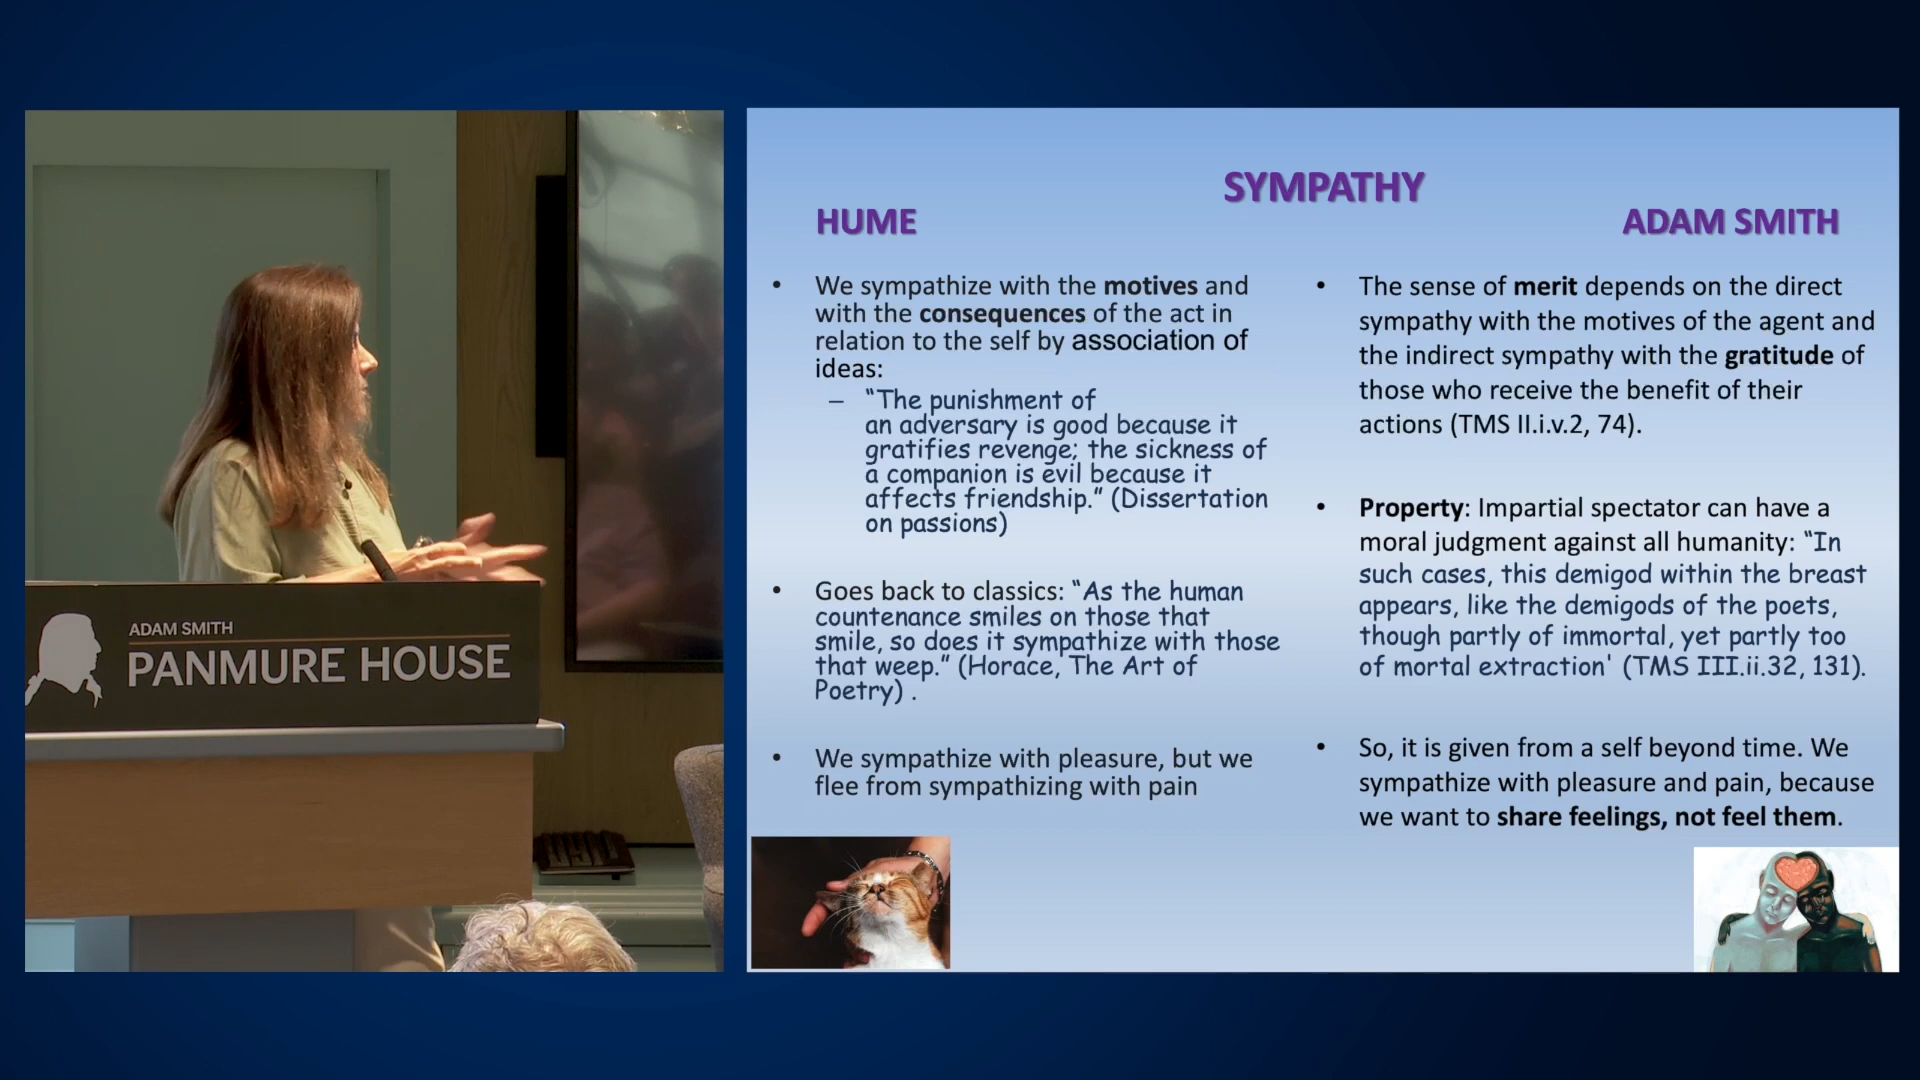 ADAM SMITH
PANMURE HOUSE
SYMPATHY
HUME
• We sympathize with the motives and
with the consequences of the act in
relation to the self by association of
ideas:
– “The punishment of
an adversary is good because it
gratifies revenge; the sickness of
a companion is evil because it
affects friendship.” (Dissertation
on passions)
• Goes back to classics: “As the human
countenance smiles on those that
smile, so does it sympathize with those
that weep.” (Horace, The Art of
Poetry) .
• We sympathize with pleasure, but we
flee from sympathizing with pain
ADAM SMITH
• The sense of merit depends on the direct
sympathy with the motives of the agent and
the indirect sympathy with the gratitude of
those who receive the benefit of their
actions (TMS II.i.v.2, 74).
• Property: Impartial spectator can have a
moral judgment against all humanity: “In
such cases, this demigod within the breast
appears, like the demigods of the poets,
though partly of immortal, yet partly too
of mortal extraction' (TMS III.ii.32, 131).
• So, it is given from a self beyond time. We
sympathize with pleasure and pain, because
we want to share feelings, not feel them.